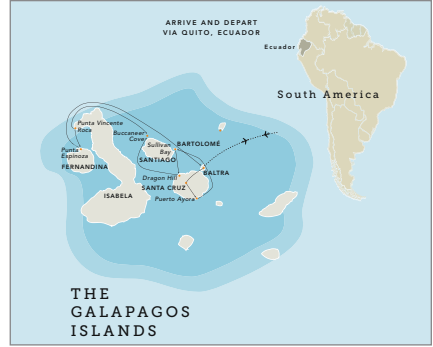 ARRIVE AND DEPART
VIA QUITO, ECUADOR
Ecuador
South America
Punta Vincente
Roca
Buccaneer
Cove
Sullivan
Bay
BARTOLOMÉ
SANTIAGO
Punta
Espinoza
FERNANDINA
BALTRA
Dragon Hill
SANTA CRUZ
ISABELA
Puerto Ayora
THE
GALAPAGOS
ISLANDS